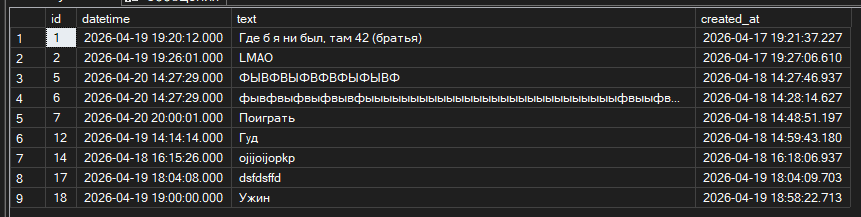 id datetime text created_at
1 1 2026-04-19 19:20:12.000 Где б я ни был, там 42 (братья) 2026-04-17 19:21:37.227
2 2 2026-04-19 19:26:01.000 LMAO 2026-04-17 19:27:06.610
3 5 2026-04-20 14:27:29.000 ФЫВФВЫФВФВФЫФЫВФ 2026-04-18 14:27:46.937
4 6 2026-04-20 14:27:29.000 2026-04-18 14:28:14.627
5 7 2026-04-20 20:00:01.000 Поиграть 2026-04-18 14:48:51.197
6 12 2026-04-19 14:14:14.000 Гуд 2026-04-18 14:59:43.180
7 14 2026-04-18 16:15:26.000 ojijoijopkp 2026-04-18 16:18:06.937
8 17 2026-04-19 18:04:08.000 dsfdsffd 2026-04-19 18:04:09.703
9 18 2026-04-19 19:00:00.000 Ужин 2026-04-19 18:58:22.713